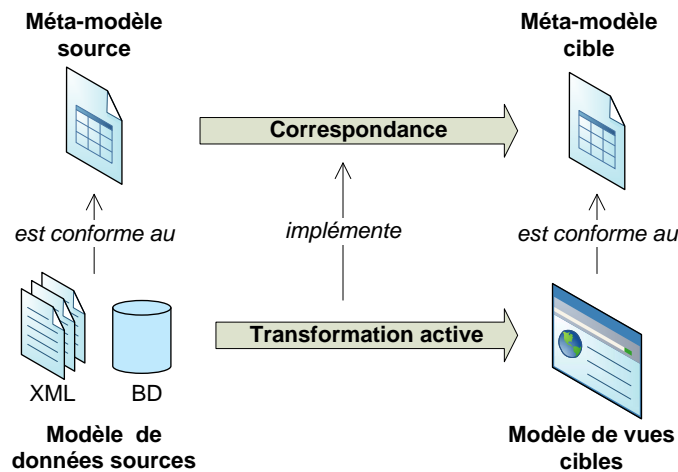 Méta-modèle
source
Méta-modèle
cible
Correspondance
est conforme au
implémente
est conforme au
Transformation active
XML
BD
Modèle de
données sources
Modèle de vues
cibles